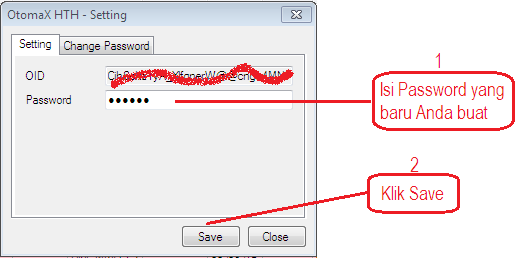 OtomaX HTH - Setting
Setting
Change Password
OID
Password
1
Isi Password yang
baru Anda buat
2
Klik Save
Save
Close